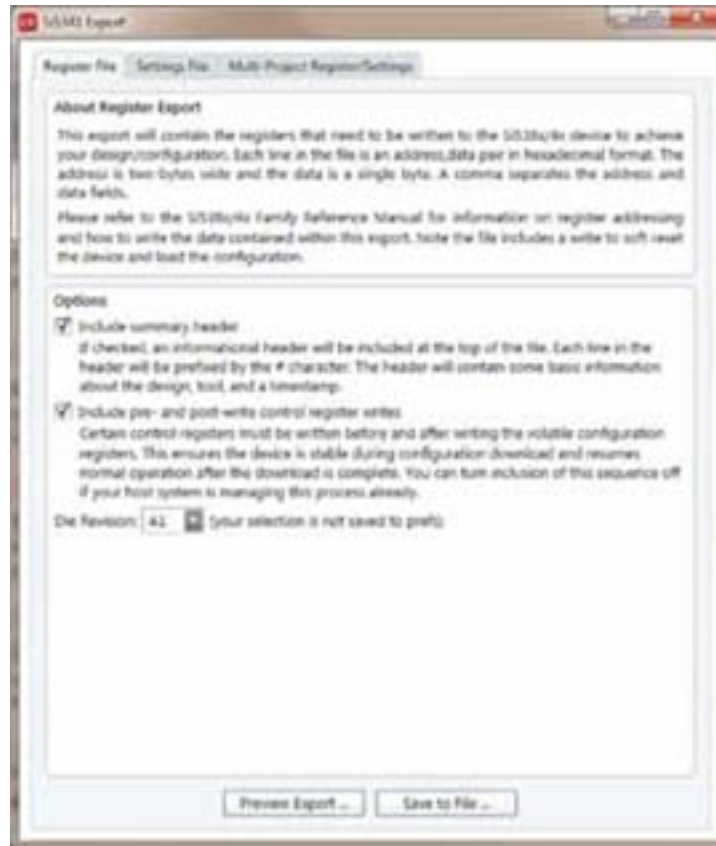 Si5341 Export
Register File Settings File Multi-Project Register/Settings
About Register Export
This export will contain the registers that need to be written to the device to achieve
your design/configuration. Each line in the file is an address,data pair in hexadecimal format. The
address is two bytes wide and the data is a single byte. A comma separates the address and
data fields.
Please refer to the Family Reference Manual for information on register addressing
and how to write the data contained within this export. Note the file includes a write to soft reset
the device and load the configuration.
Options
Include summary header
If checked, an informational header will be included at the top of the file. Each line in the
header will be prefixed by the # character. The header will contain some basic information
about the design, tool, and a timestamp.
Include pre- and post-write control register writes
Certain control registers must be written before and after writing the volatile configuration
registers. This ensures the device is stable during configuration download and resumes
normal operation after the download is complete. You can turn inclusion of this sequence off
if your host system is managing this process already.
Die Revision: A1 (your selection is not saved to prefs)
Preview Export ... Save to File ...